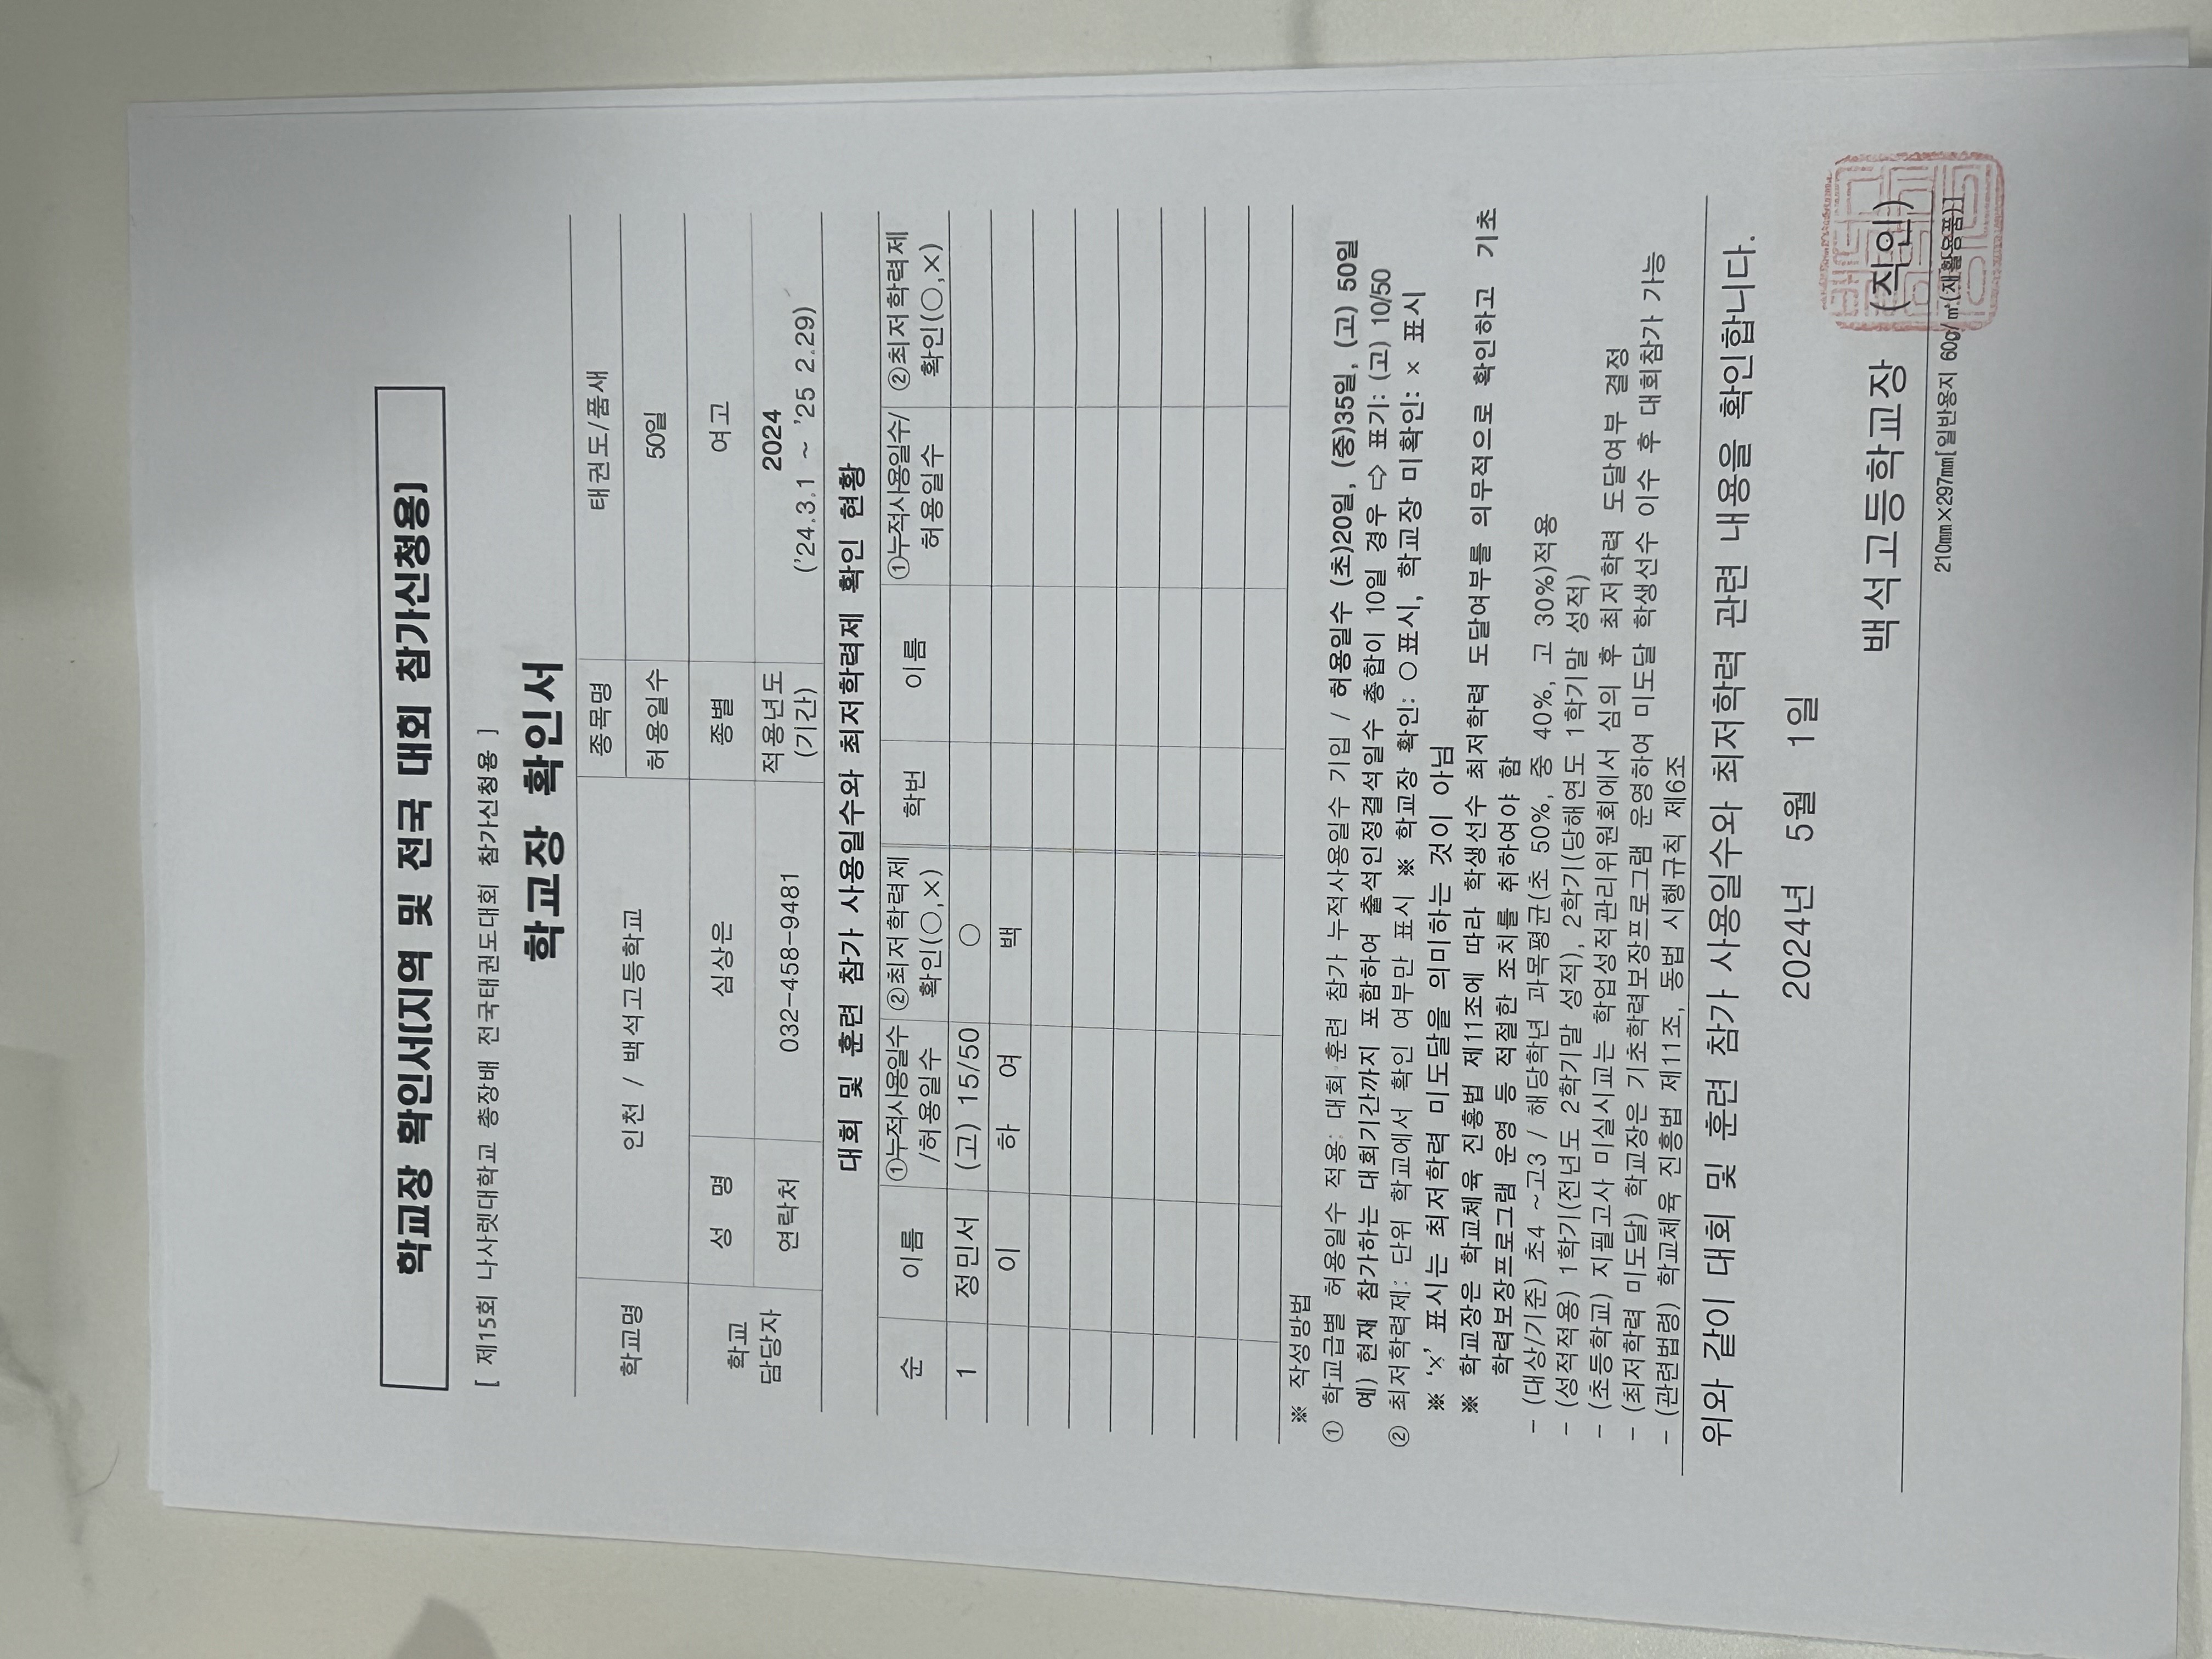 학교장 확인서(지역 및 전국 대회 참가신청용)
[ 제15회 나사렛대학교 총장배 전국태권도대회 참가신청용 ]
학교장 확인서
학교명 인천 / 백석고등학교 종목명 태권도/품새
허용일수 50일
학교 담당자 성 명 심상은 종별 여고
연락처 032-458-9481 적용년도 (기간) 2024
('24.3.1 ~ '25 2.29)
대회 및 훈련 참가 사용일수와 최저학력제 확인 현황
순 이름 ①누적사용일수 /허용일수 ②최저학력제 확인(○,×) 학번 이름 ①누적사용일수/ 허용일수 ②최저학력제 확인(○,×)
1 정민서 (고) 15/50 ○
이 하 여 백
※ 작성방법
① 학교급별 허용일수 적용: 대회·훈련 참가 누적사용일수 기입 / 허용일수 (초)20일, (중)35일, (고) 50일
예) 현재 참가하는 대회기간까지 포함하여 출석인정결석일수 총합이 10일 경우 ⇨ 표기: (고) 10/50
② 최저학력제: 단위 학교에서 확인 여부만 표시 ※ 학교장 확인: ○표시, 학교장 미확인: × 표시
※ ‘×’ 표시는 최저학력 미도달을 의미하는 것이 아님
※ 학교장은 학교체육 진흥법 제11조에 따라 학생선수 최저학력 도달여부를 의무적으로 확인하고 기초
학력보장프로그램 운영 등 적절한 조치를 취하여야 함
- (대상/기준) 초4 ~고3 / 해당학년 과목평균(초 50%, 중 40%, 고 30%)적용
- (성적적용) 1학기(전년도 2학기말 성적), 2학기(당해연도 1학기말 성적)
- (초등학교) 지필고사 미실시교는 학업성적관리위원회에서 심의 후 최저학력 도달여부 결정
- (최저학력 미도달) 학교장은 기초학력보장프로그램 운영하여 미도달 학생선수 이수 후 대회참가 가능
- (관련법령) 학교체육 진흥법 제11조, 동법 시행규칙 제6조
위와 같이 대회 및 훈련 참가 사용일수와 최저학력 관련 내용을 확인합니다.
2024년 5월 1일
백석고등학교장 (직인)
210㎜×297㎜[일반용지 60g/㎡(재활용품)]